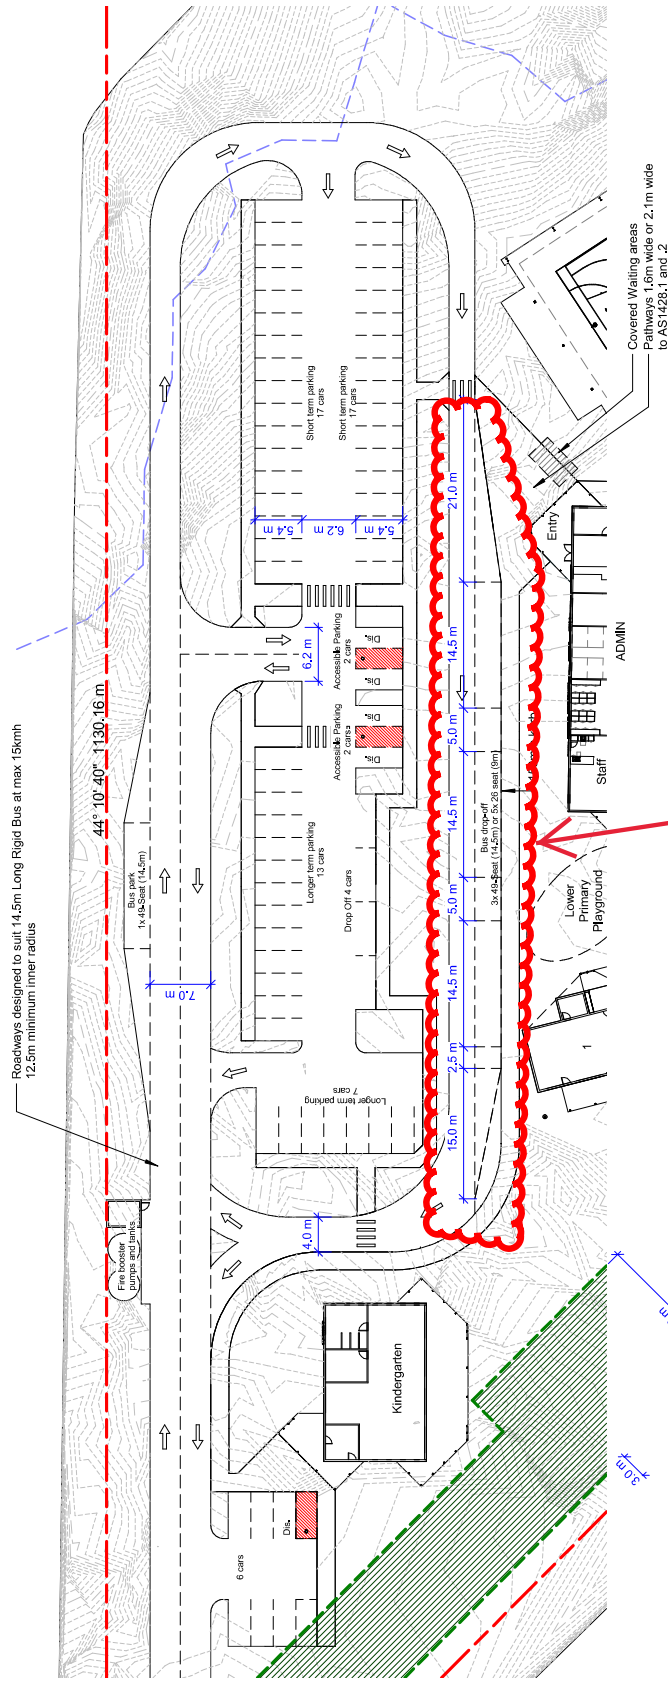 Roadways designed to suit 14.5m Long Rigid Bus at max 15kmh
12.5m minimum inner radius
44° 10' 40" 1130.16 m
Covered Waiting areas
Pathways 1.6m wide or 2.1m wide
to AS1428.1 and .2
Short term parking
17 cars
Short term parking
17 cars
5.4 m
6.2 m
5.4 m
21.0 m
Entry
ADMIN
Staff
6.2 m
Accessible Parking
2 cars
Accessible Parking
2 cars
Dis.
Dis.
Dis.
Dis.
14.5 m
5.0 m
14.5 m
5.0 m
14.5 m
2.5 m
15.0 m
Bus park
1x 49-Seat (14.5m)
Longer term parking
13 cars
Drop Off 4 cars
Bus drop-off
3x 49-Seat (14.5m) or 5x 26 seat (9m)
Lower
Primary
Playground
7.0 m
1
Longer term parking
7 cars
4.0 m
Fire booster
pumps and tanks
Kindergarten
3.0 m
Dis.
6 cars